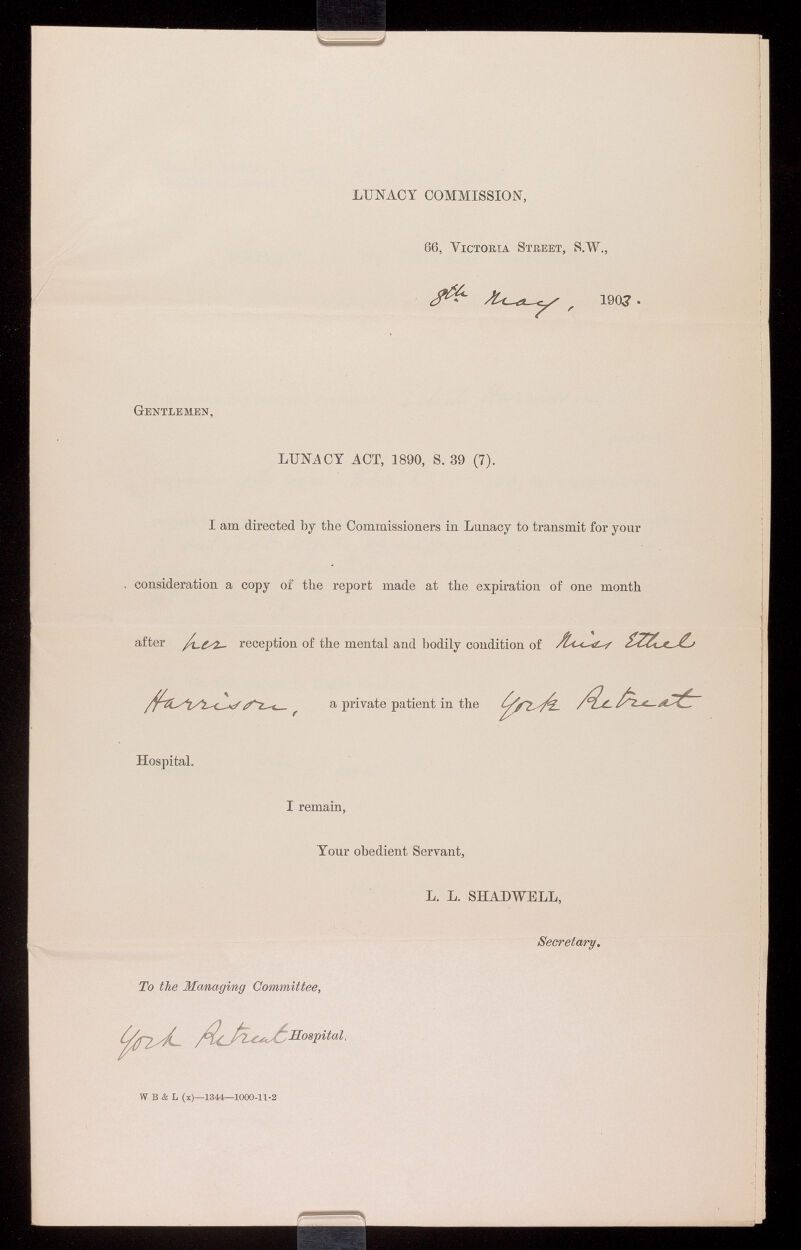 LUNACY COMMISSION,
66, VICTORIA STREET, S.W.,
8th May, 1903.
GENTLEMEN,
LUNACY ACT, 1890, S. 39 (7).
I am directed by the Commissioners in Lunacy to transmit for your
consideration a copy of the report made at the expiration of one month
after her reception of the mental and bodily condition of Miss Ethel
Harrison, a private patient in the York Retreat
Hospital.
I remain,
Your obedient Servant,
L. L. SHADWELL,
Secretary.
To the Managing Committee,
York Retreat Hospital.
W B & L (x)—1344—1000-11-2